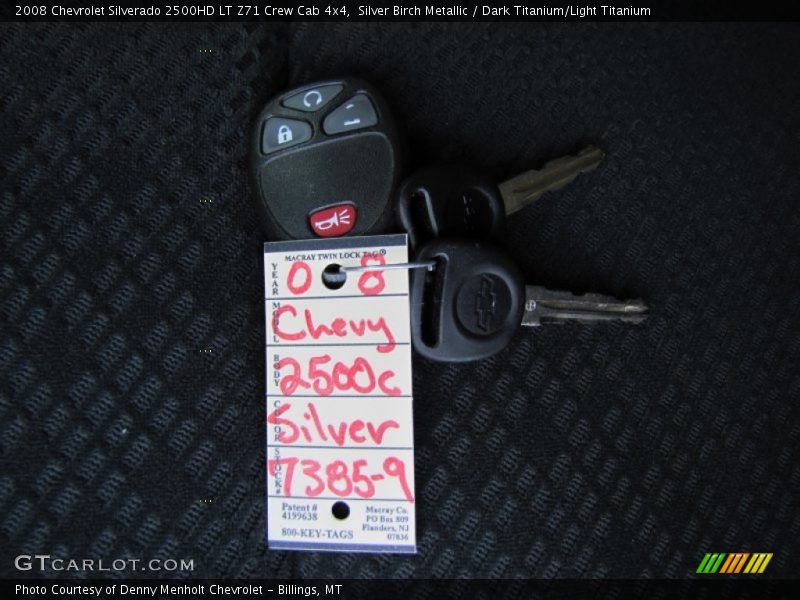 2008 Chevrolet Silverado 2500HD LT Z71 Crew Cab 4x4,  Silver Birch Metallic / Dark Titanium/Light Titanium
MACRAY TWIN LOCK TAG®
YEAR 08
MODEL Chevy
BODY 2500c
COLOR Silver
STOCK# 7385-9
Patent #
4199638
800-KEY-TAGS
Macray Co.
PO Box 809
Flanders, NJ
07836
GTCARLOT.COM
Photo Courtesy of Denny Menholt Chevrolet - Billings, MT